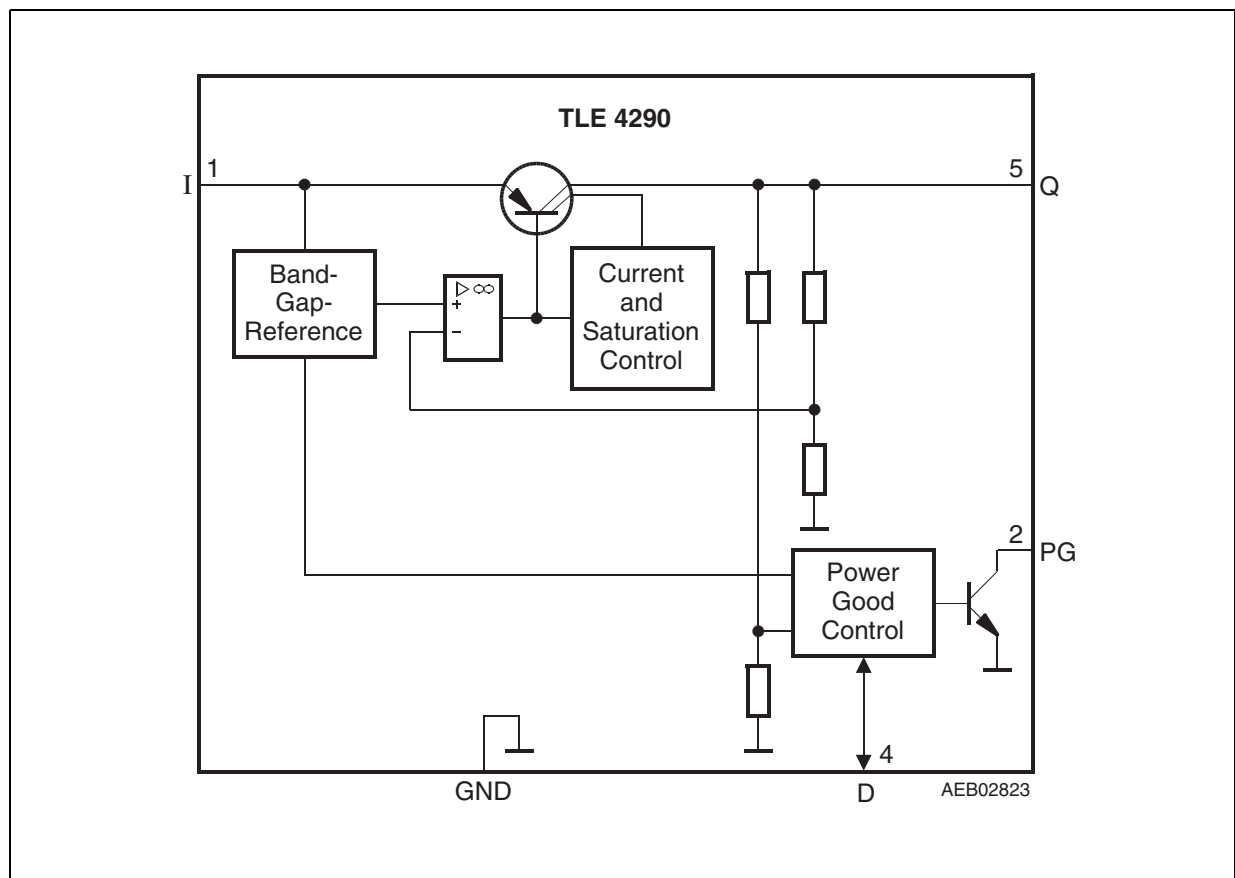 TLE 4290
1
5
I
Q
Band-
Gap-
Reference
▷ ∞
+
−
Current
and
Saturation
Control
2
PG
Power
Good
Control
4
GND
D
AEB02823